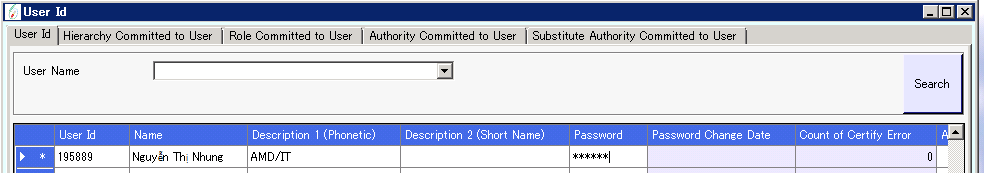 User Id
User Id Hierarchy Committed to User Role Committed to User Authority Committed to User Substitute Authority Committed to User
User Name
Search
User Id Name Description 1 (Phonetic) Description 2 (Short Name) Password Password Change Date Count of Certify Error A
* 195889 Nguyễn Thị Nhung AMD/IT ****** 0